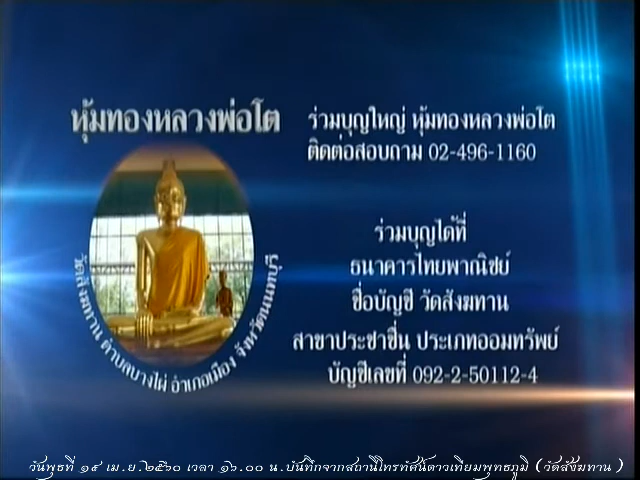 หุ้มทองหลวงพ่อโต
วัดสังฆทาน ตำบลบางไผ่ อำเภอเมือง จังหวัดนนทบุรี
ร่วมบุญใหญ่ หุ้มทองหลวงพ่อโต
ติดต่อสอบถาม 02-496-1160
ร่วมบุญได้ที่
ธนาคารไทยพาณิชย์
ชื่อบัญชี วัดสังฆทาน
สาขาประชาชื่น ประเภทออมทรัพย์
บัญชีเลขที่ 092-2-50112-4
วันพุธที่ ๑๙ เม.ย.๒๕๖๐ เวลา ๑๖.๐๐ น.บันทึกจากสถานีโทรทัศน์ดาวเทียมพุทธภูมิ (วัดสังฆทาน)